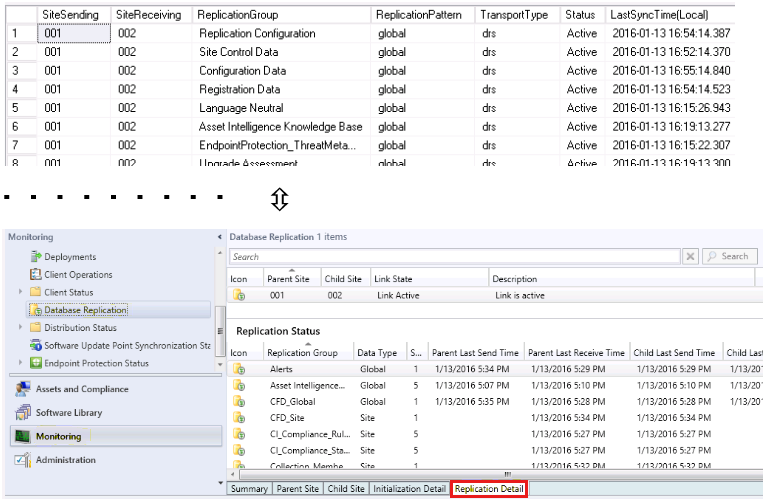 SiteSending SiteReceiving ReplicationGroup ReplicationPattern TransportType Status LastSyncTime(Local)
1 001 002 Replication Configuration global drs Active 2016-01-13 16:54:14.387
2 001 002 Site Control Data global drs Active 2016-01-13 16:52:14.370
3 001 002 Configuration Data global drs Active 2016-01-13 16:55:14.840
4 001 002 Registration Data global drs Active 2016-01-13 16:54:14.523
5 001 002 Language Neutral global drs Active 2016-01-13 16:15:26.943
6 001 002 Asset Intelligence Knowledge Base global drs Active 2016-01-13 16:19:13.277
7 001 002 EndpointProtection_ThreatMeta... global drs Active 2016-01-13 16:15:22.307
8 001 002 Upgrade Assessment global drs Active 2016-01-13 16:19:13.300
Monitoring
Deployments
Client Operations
Client Status
Database Replication
Distribution Status
Software Update Point Synchronization Sta
Endpoint Protection Status
Assets and Compliance
Software Library
Monitoring
Administration
Database Replication 1 items
Search Search
Icon Parent Site Child Site Link State Description
001 002 Link Active Link is active
Replication Status
Icon Replication Group Data Type S... Parent Last Send Time Parent Last Receive Time Child Last Send Time Child Las
Alerts Global 1 1/13/2016 5:34 PM 1/13/2016 5:29 PM 1/13/2016 5:29 PM 1/13/201
Asset Intelligence... Global 5 1/13/2016 5:07 PM 1/13/2016 5:10 PM 1/13/2016 5:10 PM 1/13/201
CFD_Global Global 1 1/13/2016 5:35 PM 1/13/2016 5:28 PM 1/13/2016 5:28 PM 1/13/201
CFD_Site Site 1 1/13/2016 5:34 PM 1/13/2016 5:34 PM
CI_Compliance_Rul... Site 5 1/13/2016 5:27 PM 1/13/2016 5:27 PM
CI_Compliance_Sta... Site 5 1/13/2016 5:27 PM 1/13/2016 5:27 PM
Collection_Membe... Site 1 1/13/2016 5:32 PM 1/13/2016 5:32 PM
Summary Parent Site Child Site Initialization Detail Replication Detail